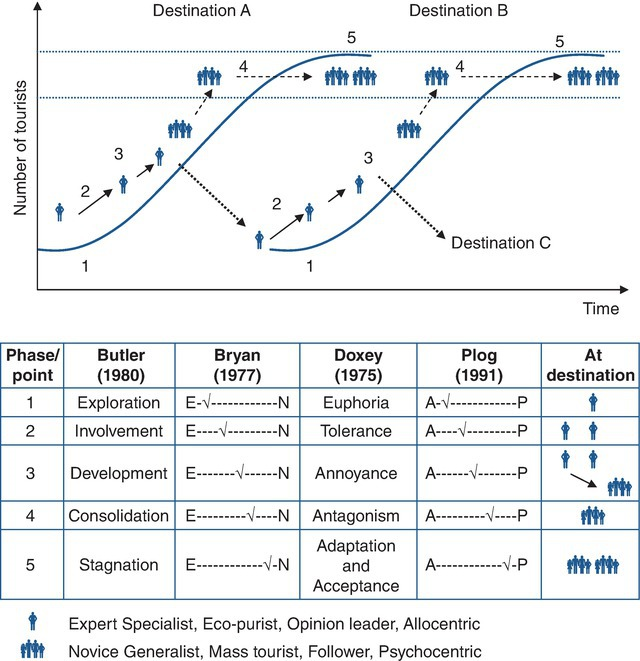 Destination A
Destination B
5
5
4
4
3
3
2
2
1
1
Number of tourists
Destination C
Time
Phase/
point
Butler
(1980)
Bryan
(1977)
Doxey
(1975)
Plog
(1991)
At
destination
1
Exploration
E-√------------N
Euphoria
A-√------------P
2
Involvement
E----√---------N
Tolerance
A----√---------P
3
Development
E-------√------N
Annoyance
A-------√------P
4
Consolidation
E---------√----N
Antagonism
A----------√---P
5
Stagnation
E------------√-N
Adaptation
and
Acceptance
A------------√-P
Expert Specialist, Eco-purist, Opinion leader, Allocentric
Novice Generalist, Mass tourist, Follower, Psychocentric